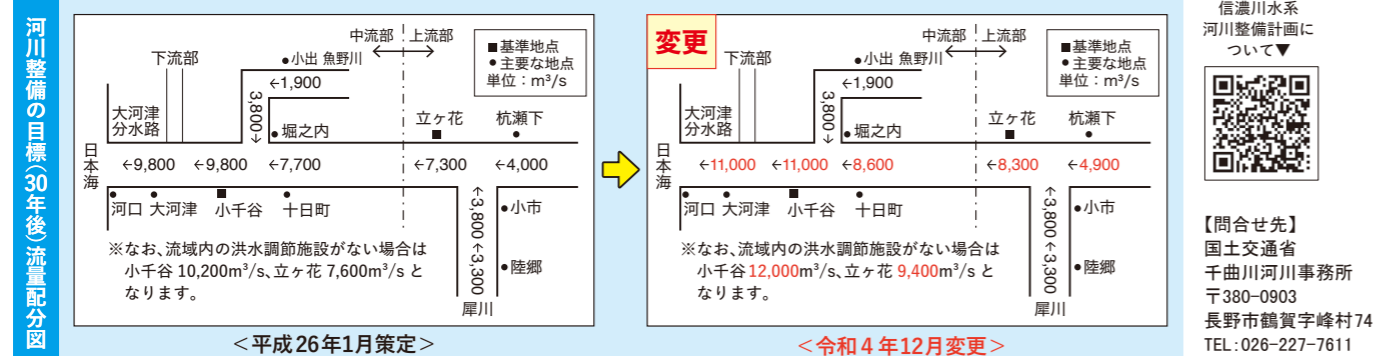 河川整備の目標(30年後)流量配分図
中流部
上流部
下流部
●小出 魚野川
■基準地点
●主要な地点
単位：m³/s
←1,900
3,800→
大河津
分水路
●堀之内
立ヶ花
杭瀬下
日本海
←9,800
←9,800
←7,700
←7,300
←4,000
河口
大河津
小千谷
十日町
←3,800
←3,300
●小市
●陸郷
犀川
※なお、流域内の洪水調節施設がない場合は
小千谷 10,200m³/s、立ヶ花 7,600m³/s と
なります。
＜平成26年1月策定＞
変更
中流部
上流部
下流部
●小出 魚野川
■基準地点
●主要な地点
単位：m³/s
←1,900
3,800→
大河津
分水路
●堀之内
立ヶ花
杭瀬下
日本海
←11,000
←11,000
←8,600
←8,300
←4,900
河口
大河津
小千谷
十日町
←3,800
←3,300
●小市
●陸郷
犀川
※なお、流域内の洪水調節施設がない場合は
小千谷 12,000m³/s、立ヶ花 9,400m³/s と
なります。
＜令和4年12月変更＞
信濃川水系
河川整備計画に
ついて▼
【問合せ先】
国土交通省
千曲川河川事務所
〒380-0903
長野市鶴賀字峰村74
TEL：026-227-7611